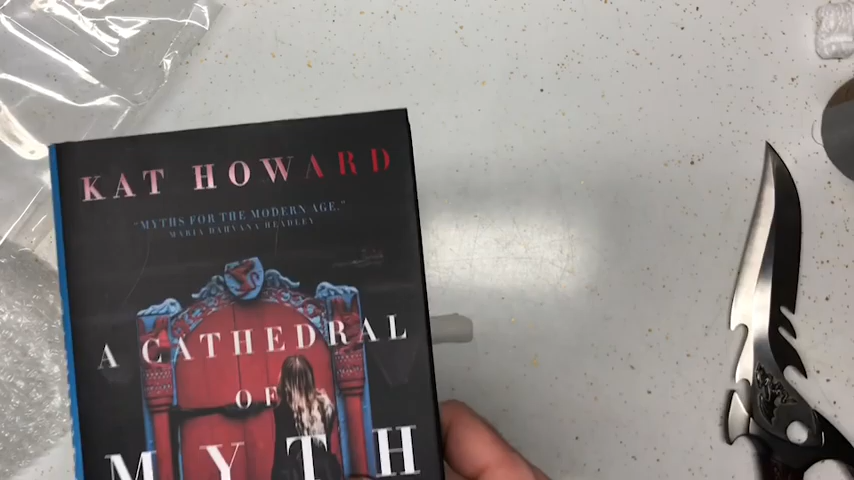 KAT HOWARD
"MYTHS FOR THE MODERN AGE."
MARIA DAHVANA HEADLEY
A CATHEDRAL
OF
MYTH